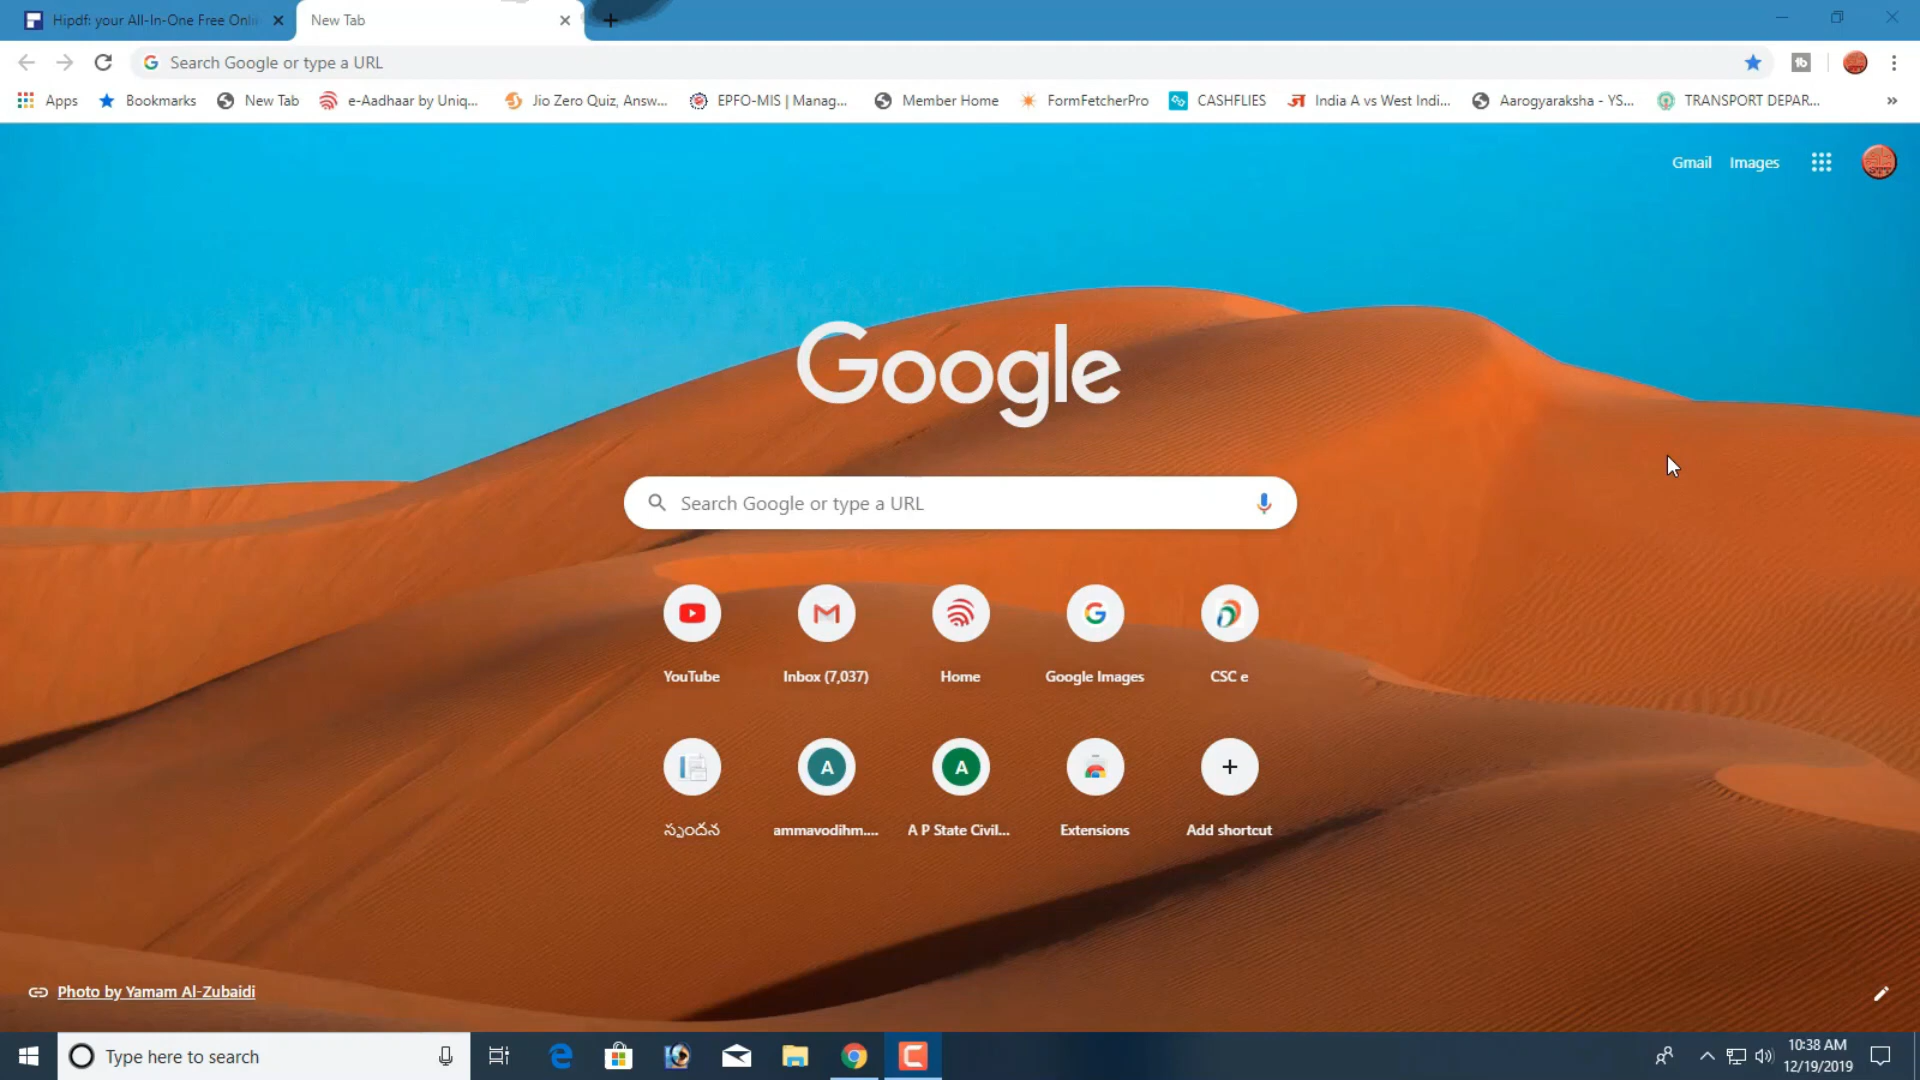 Hipdf: your All-In-One Free Onli
New Tab
Search Google or type a URL
Apps Bookmarks New Tab e-Aadhaar by Uniq... Jio Zero Quiz, Answ... EPFO-MIS | Manag... Member Home FormFetcherPro CASHFLIES India A vs West Indi... Aarogyaraksha - YS... TRANSPORT DEPAR...
Gmail Images
Google
Search Google or type a URL
YouTube Inbox (7,037) Home Google Images CSC e
A A
స్పందన ammavodihm.... A P State Civil... Extensions Add shortcut
Photo by Yamam Al-Zubaidi
Type here to search
10:38 AM
12/19/2019